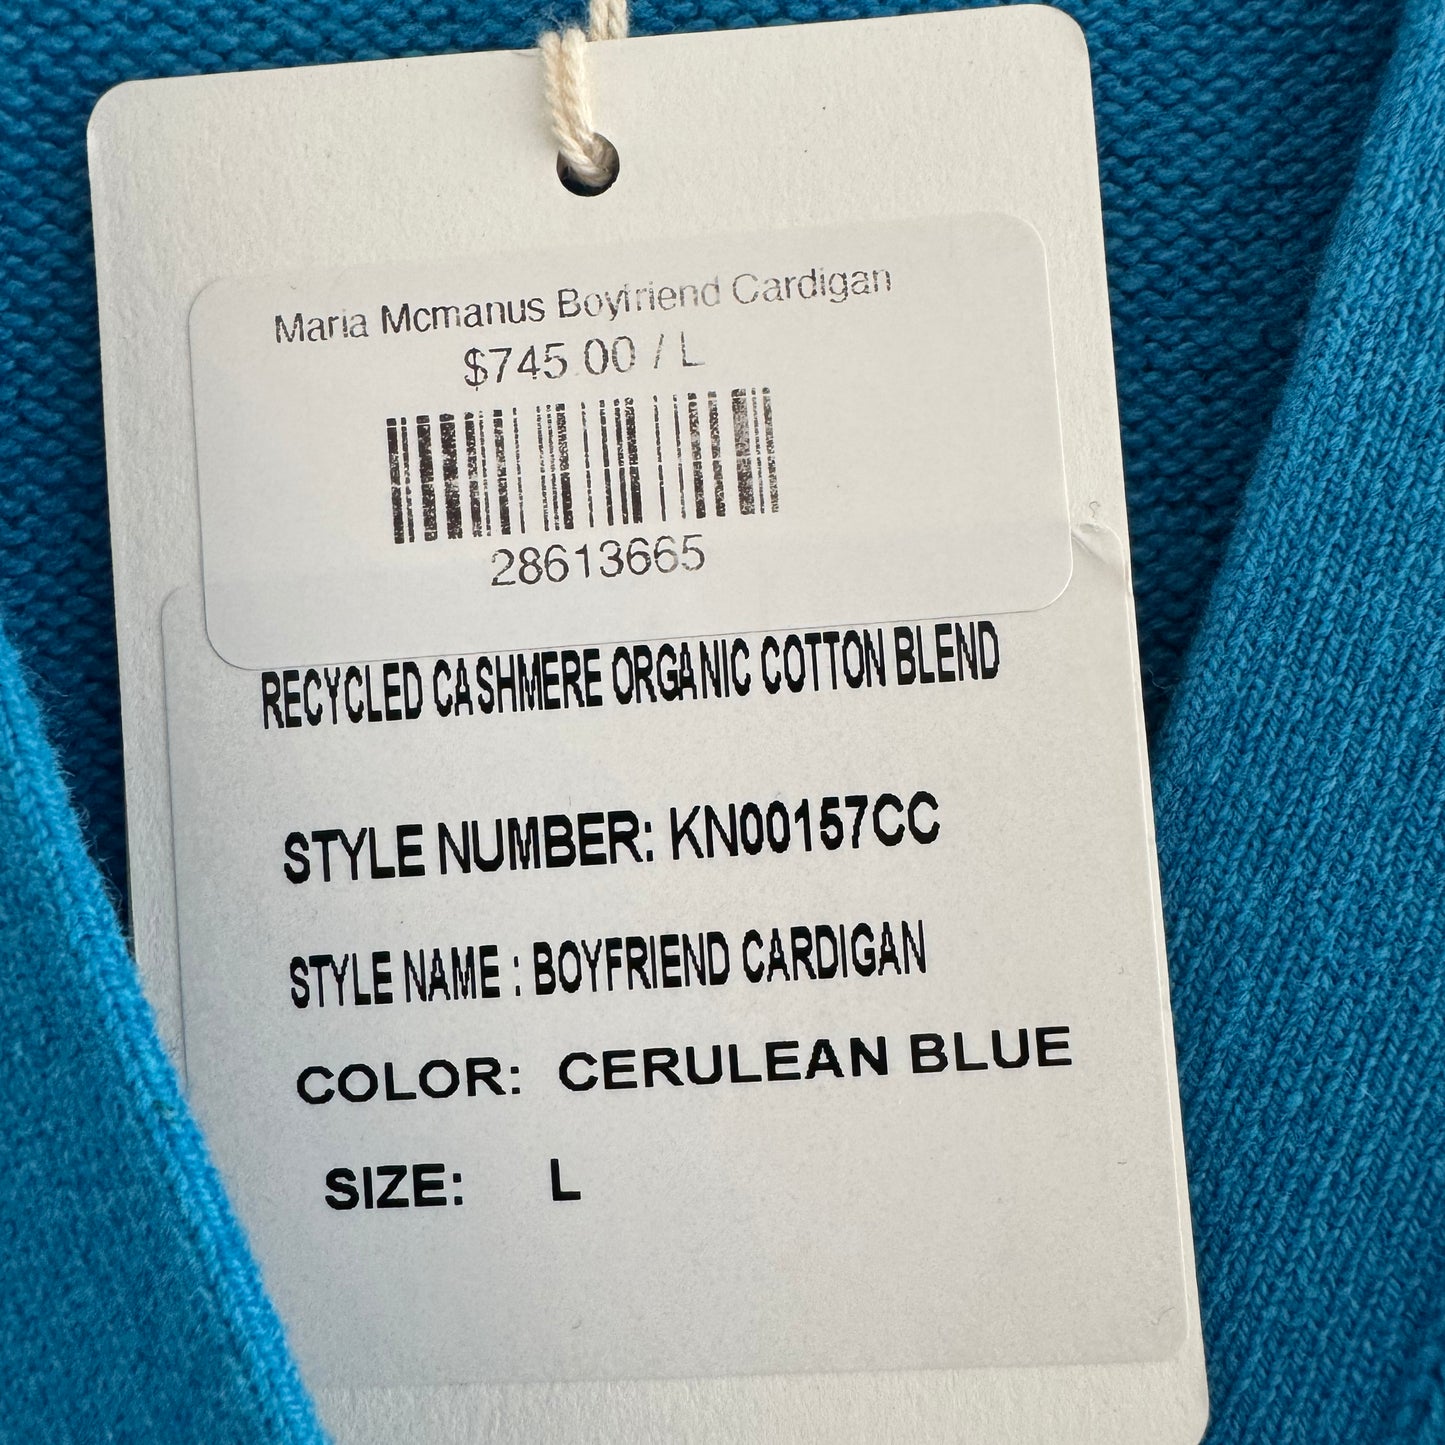 Maria Mcmanus Boyfriend Cardigan
$745.00 / L
28613665
RECYCLED CASHMERE ORGANIC COTTON BLEND
STYLE NUMBER: KN00157CC
STYLE NAME : BOYFRIEND CARDIGAN
COLOR: CERULEAN BLUE
SIZE: L